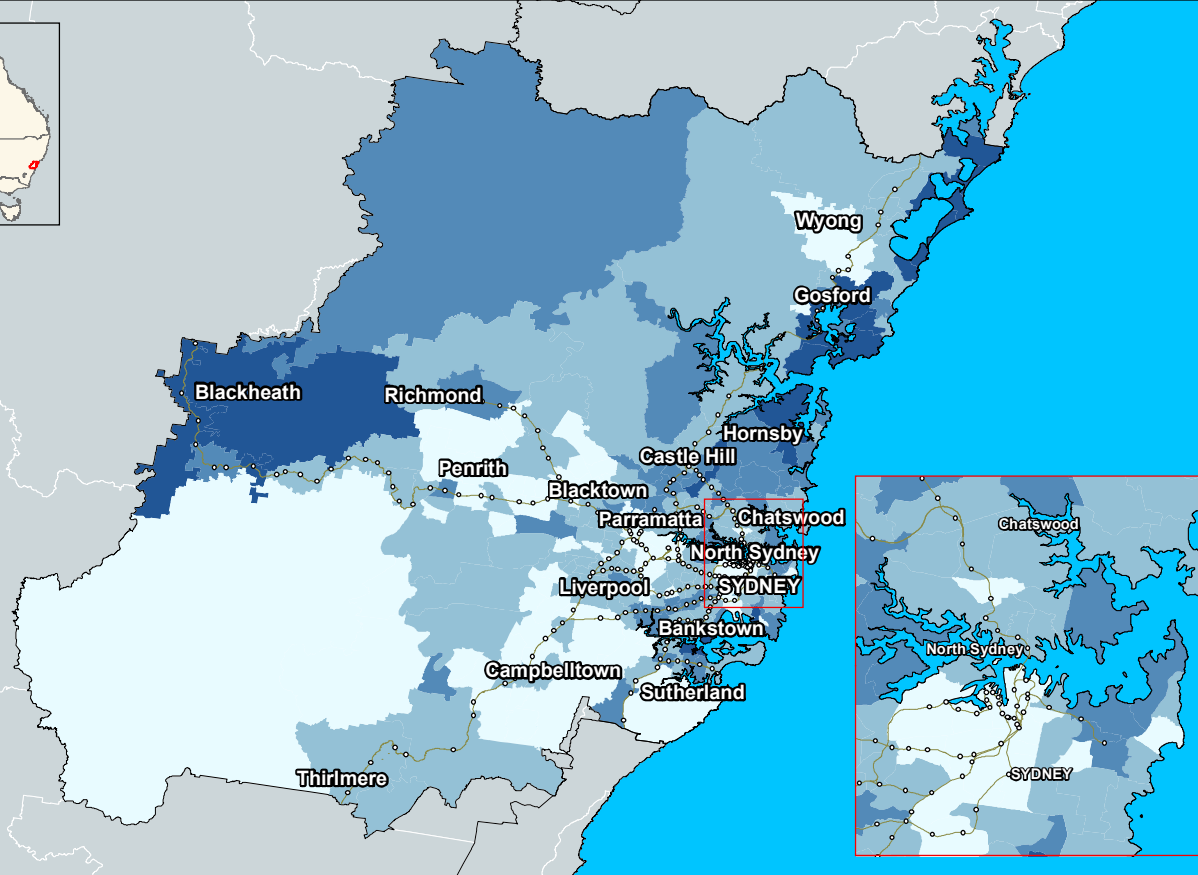 Wyong
Gosford
Blackheath
Richmond
Hornsby
Castle Hill
Penrith
Blacktown
Parramatta
Chatswood
North Sydney
Liverpool
SYDNEY
Bankstown
Campbelltown
Sutherland
Thirlmere
Chatswood
North Sydney
SYDNEY